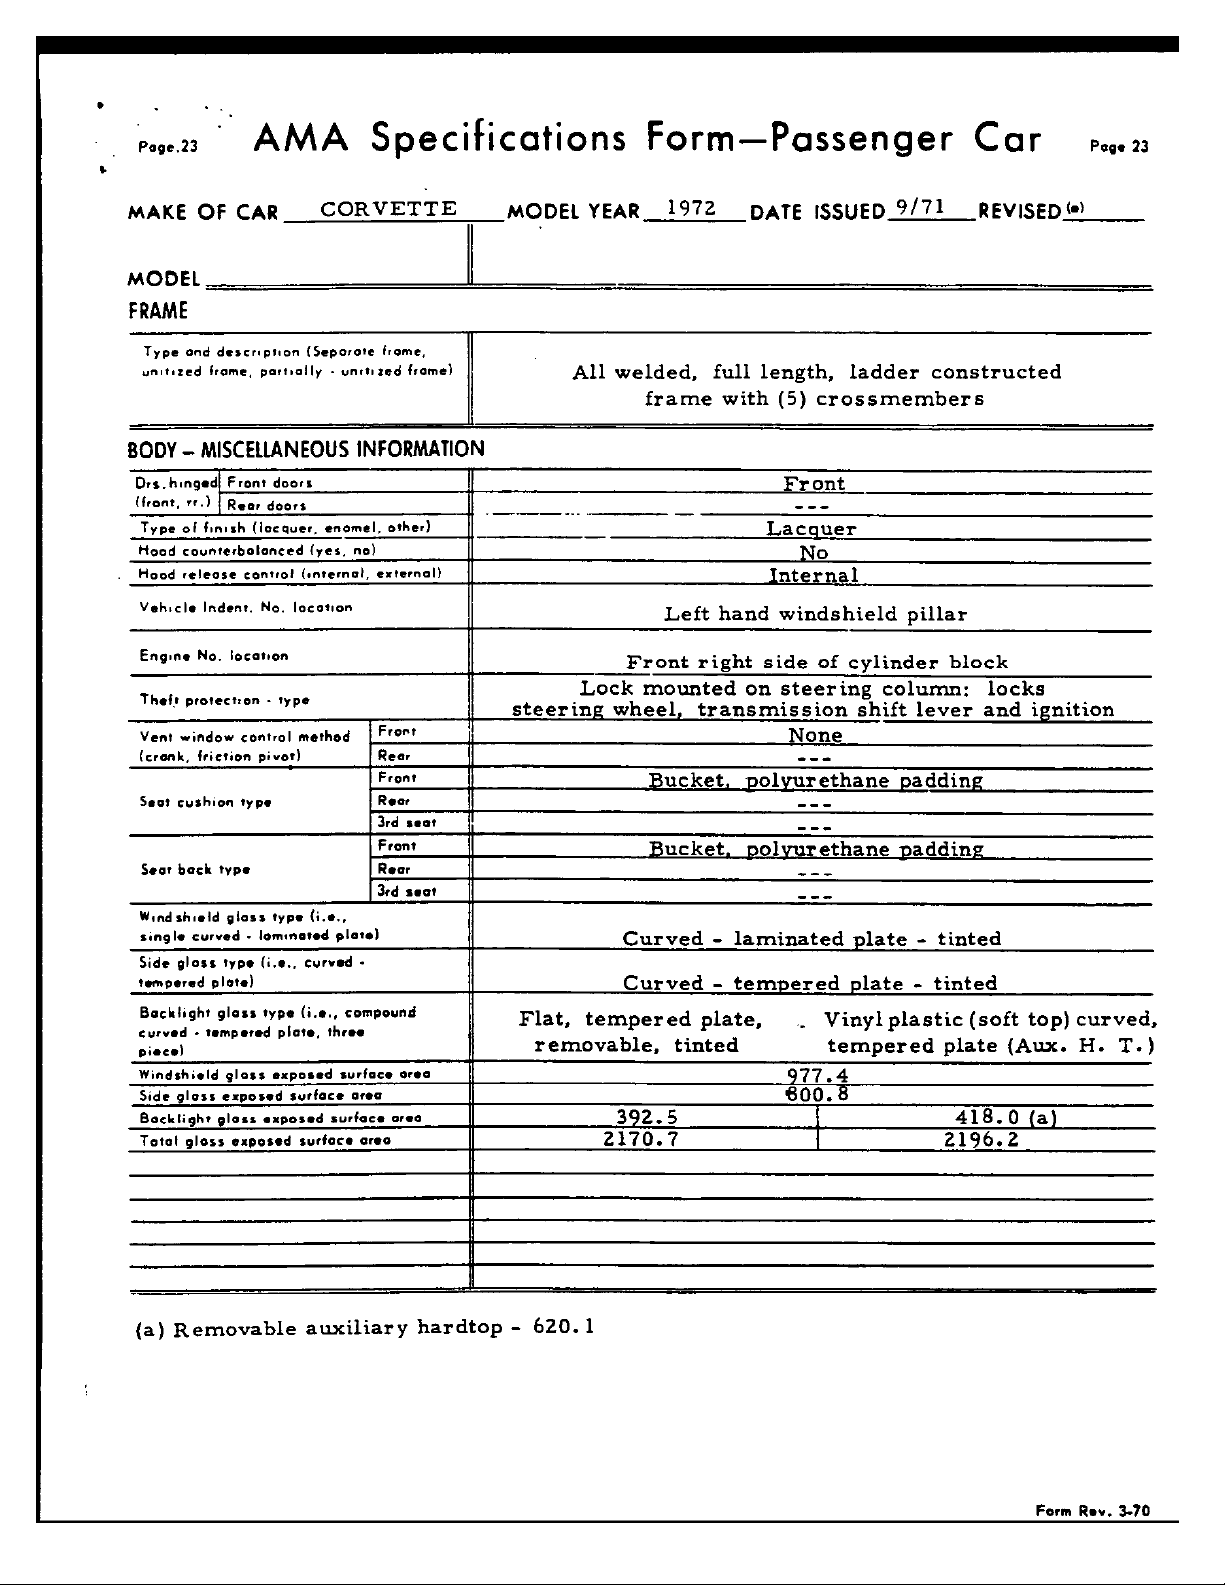 Page.23 AMA Specifications Form—Passenger Car Page 23
MAKE OF CAR CORVETTE MODEL YEAR 1972 DATE ISSUED 9/71 REVISED (•)
MODEL
FRAME
Type and description (Separate frame,
unitized frame, partially - unitized frame)
All welded, full length, ladder constructed
frame with (5) crossmembers
BODY – MISCELLANEOUS INFORMATION
Drs. hinged Front doors Front
(front, rr.) Rear doors ---
Type of finish (lacquer, enamel, other) Lacquer
Hood counterbalanced (yes, no) No
Hood release control (internal, external) Internal
Vehicle Indent. No. location Left hand windshield pillar
Engine No. location Front right side of cylinder block
Theft protection - type Lock mounted on steering column: locks
steering wheel, transmission shift lever and ignition
Vent window control method Front None
(crank, friction pivot) Rear ---
Seat cushion type Front Bucket, polyurethane padding
Rear ---
3rd seat ---
Seat back type Front Bucket, polyurethane padding
Rear ---
3rd seat ---
Windshield glass type (i.e.,
single curved - laminated plate) Curved - laminated plate - tinted
Side glass type (i.e., curved -
tempered plate) Curved - tempered plate - tinted
Backlight glass type (i.e., compound
curved - tempered plate, three
piece)
Flat, tempered plate,
removable, tinted
Vinyl plastic (soft top) curved,
tempered plate (Aux. H. T.)
Windshield glass exposed surface area 977.4
Side glass exposed surface area 800.8
Backlight glass exposed surface area 392.5 418.0 (a)
Total glass exposed surface area 2170.7 2196.2
(a) Removable auxiliary hardtop - 620.1
Form Rev. 3-70